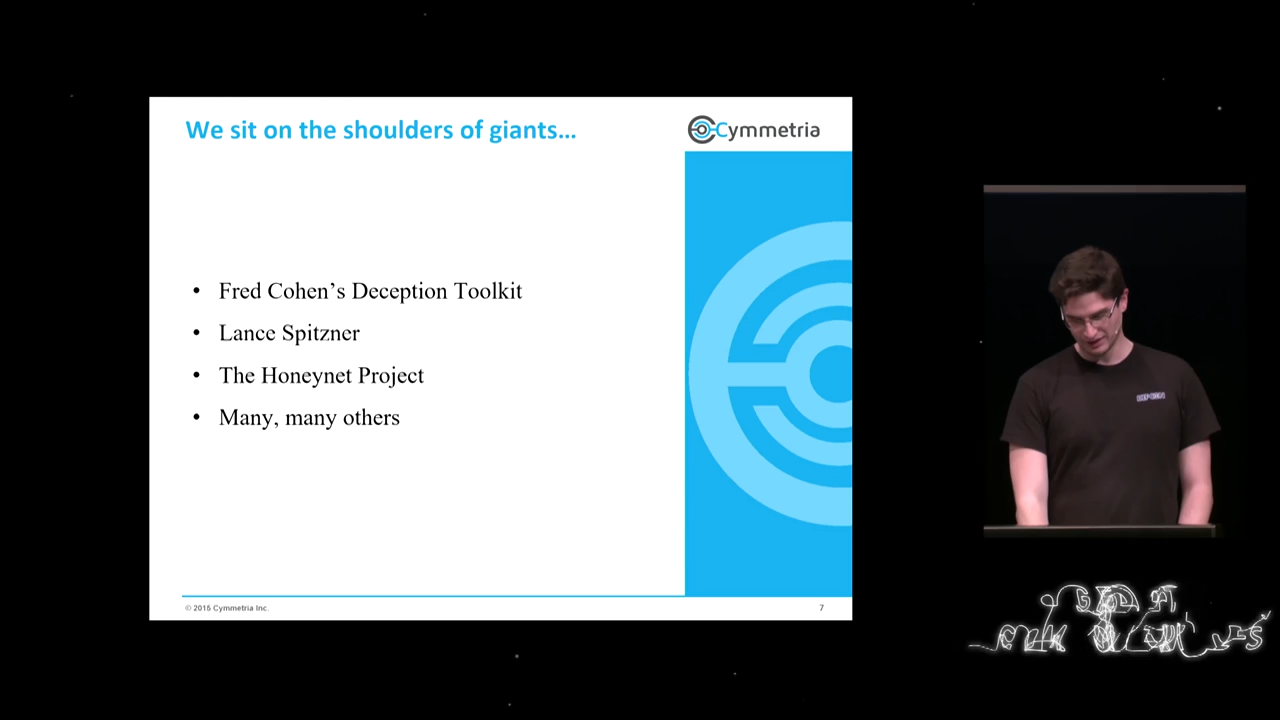 We sit on the shoulders of giants…
Cymmetria
• Fred Cohen’s Deception Toolkit
• Lance Spitzner
• The Honeynet Project
• Many, many others
© 2015 Cymmetria Inc.
7